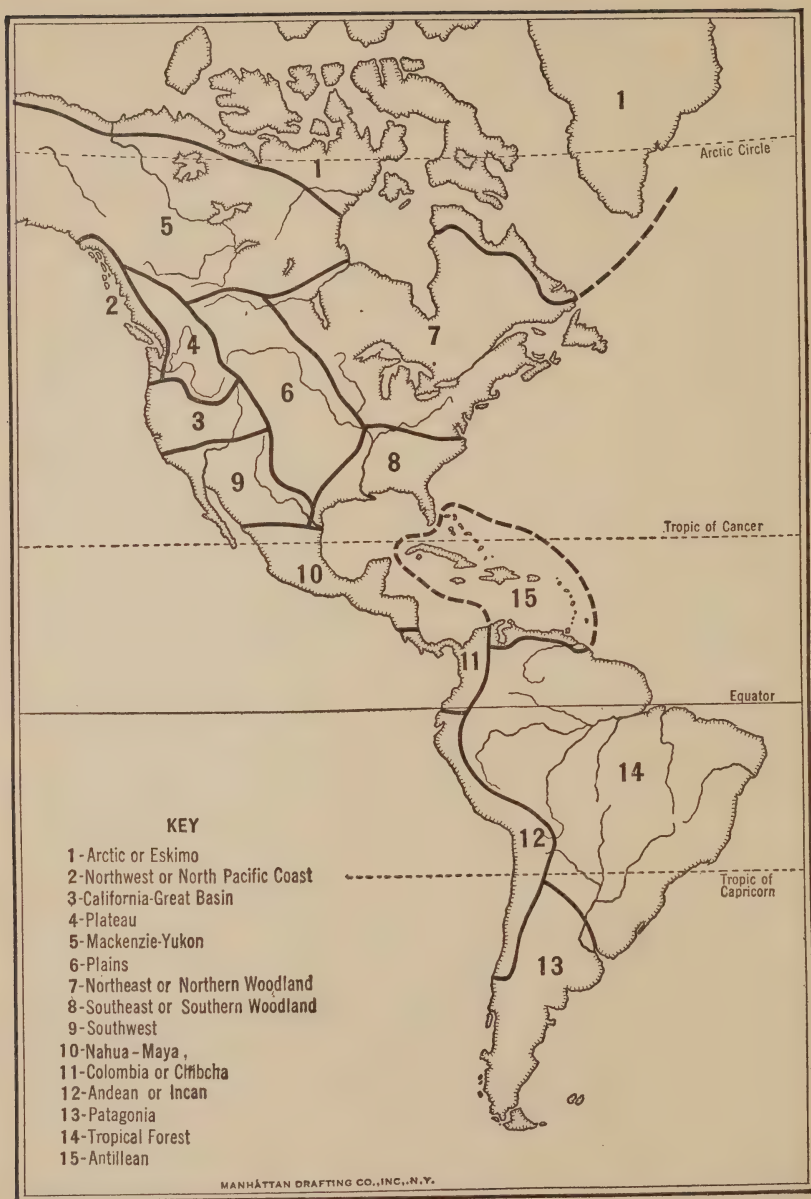 1
1
Arctic Circle
5
2
7
4
6
3
8
9
Tropic of Cancer
10
15
11
Equator
14
12
Tropic of
Capricorn
13
KEY
1-Arctic or Eskimo
2-Northwest or North Pacific Coast
3-California-Great Basin
4-Plateau
5-Mackenzie-Yukon
6-Plains
7-Northeast or Northern Woodland
8-Southeast or Southern Woodland
9-Southwest
10-Nahua-Maya,
11-Colombia or Chibcha
12-Andean or Incan
13-Patagonia
14-Tropical Forest
15-Antillean
MANHATTAN DRAFTING CO.,INC.,N.Y.